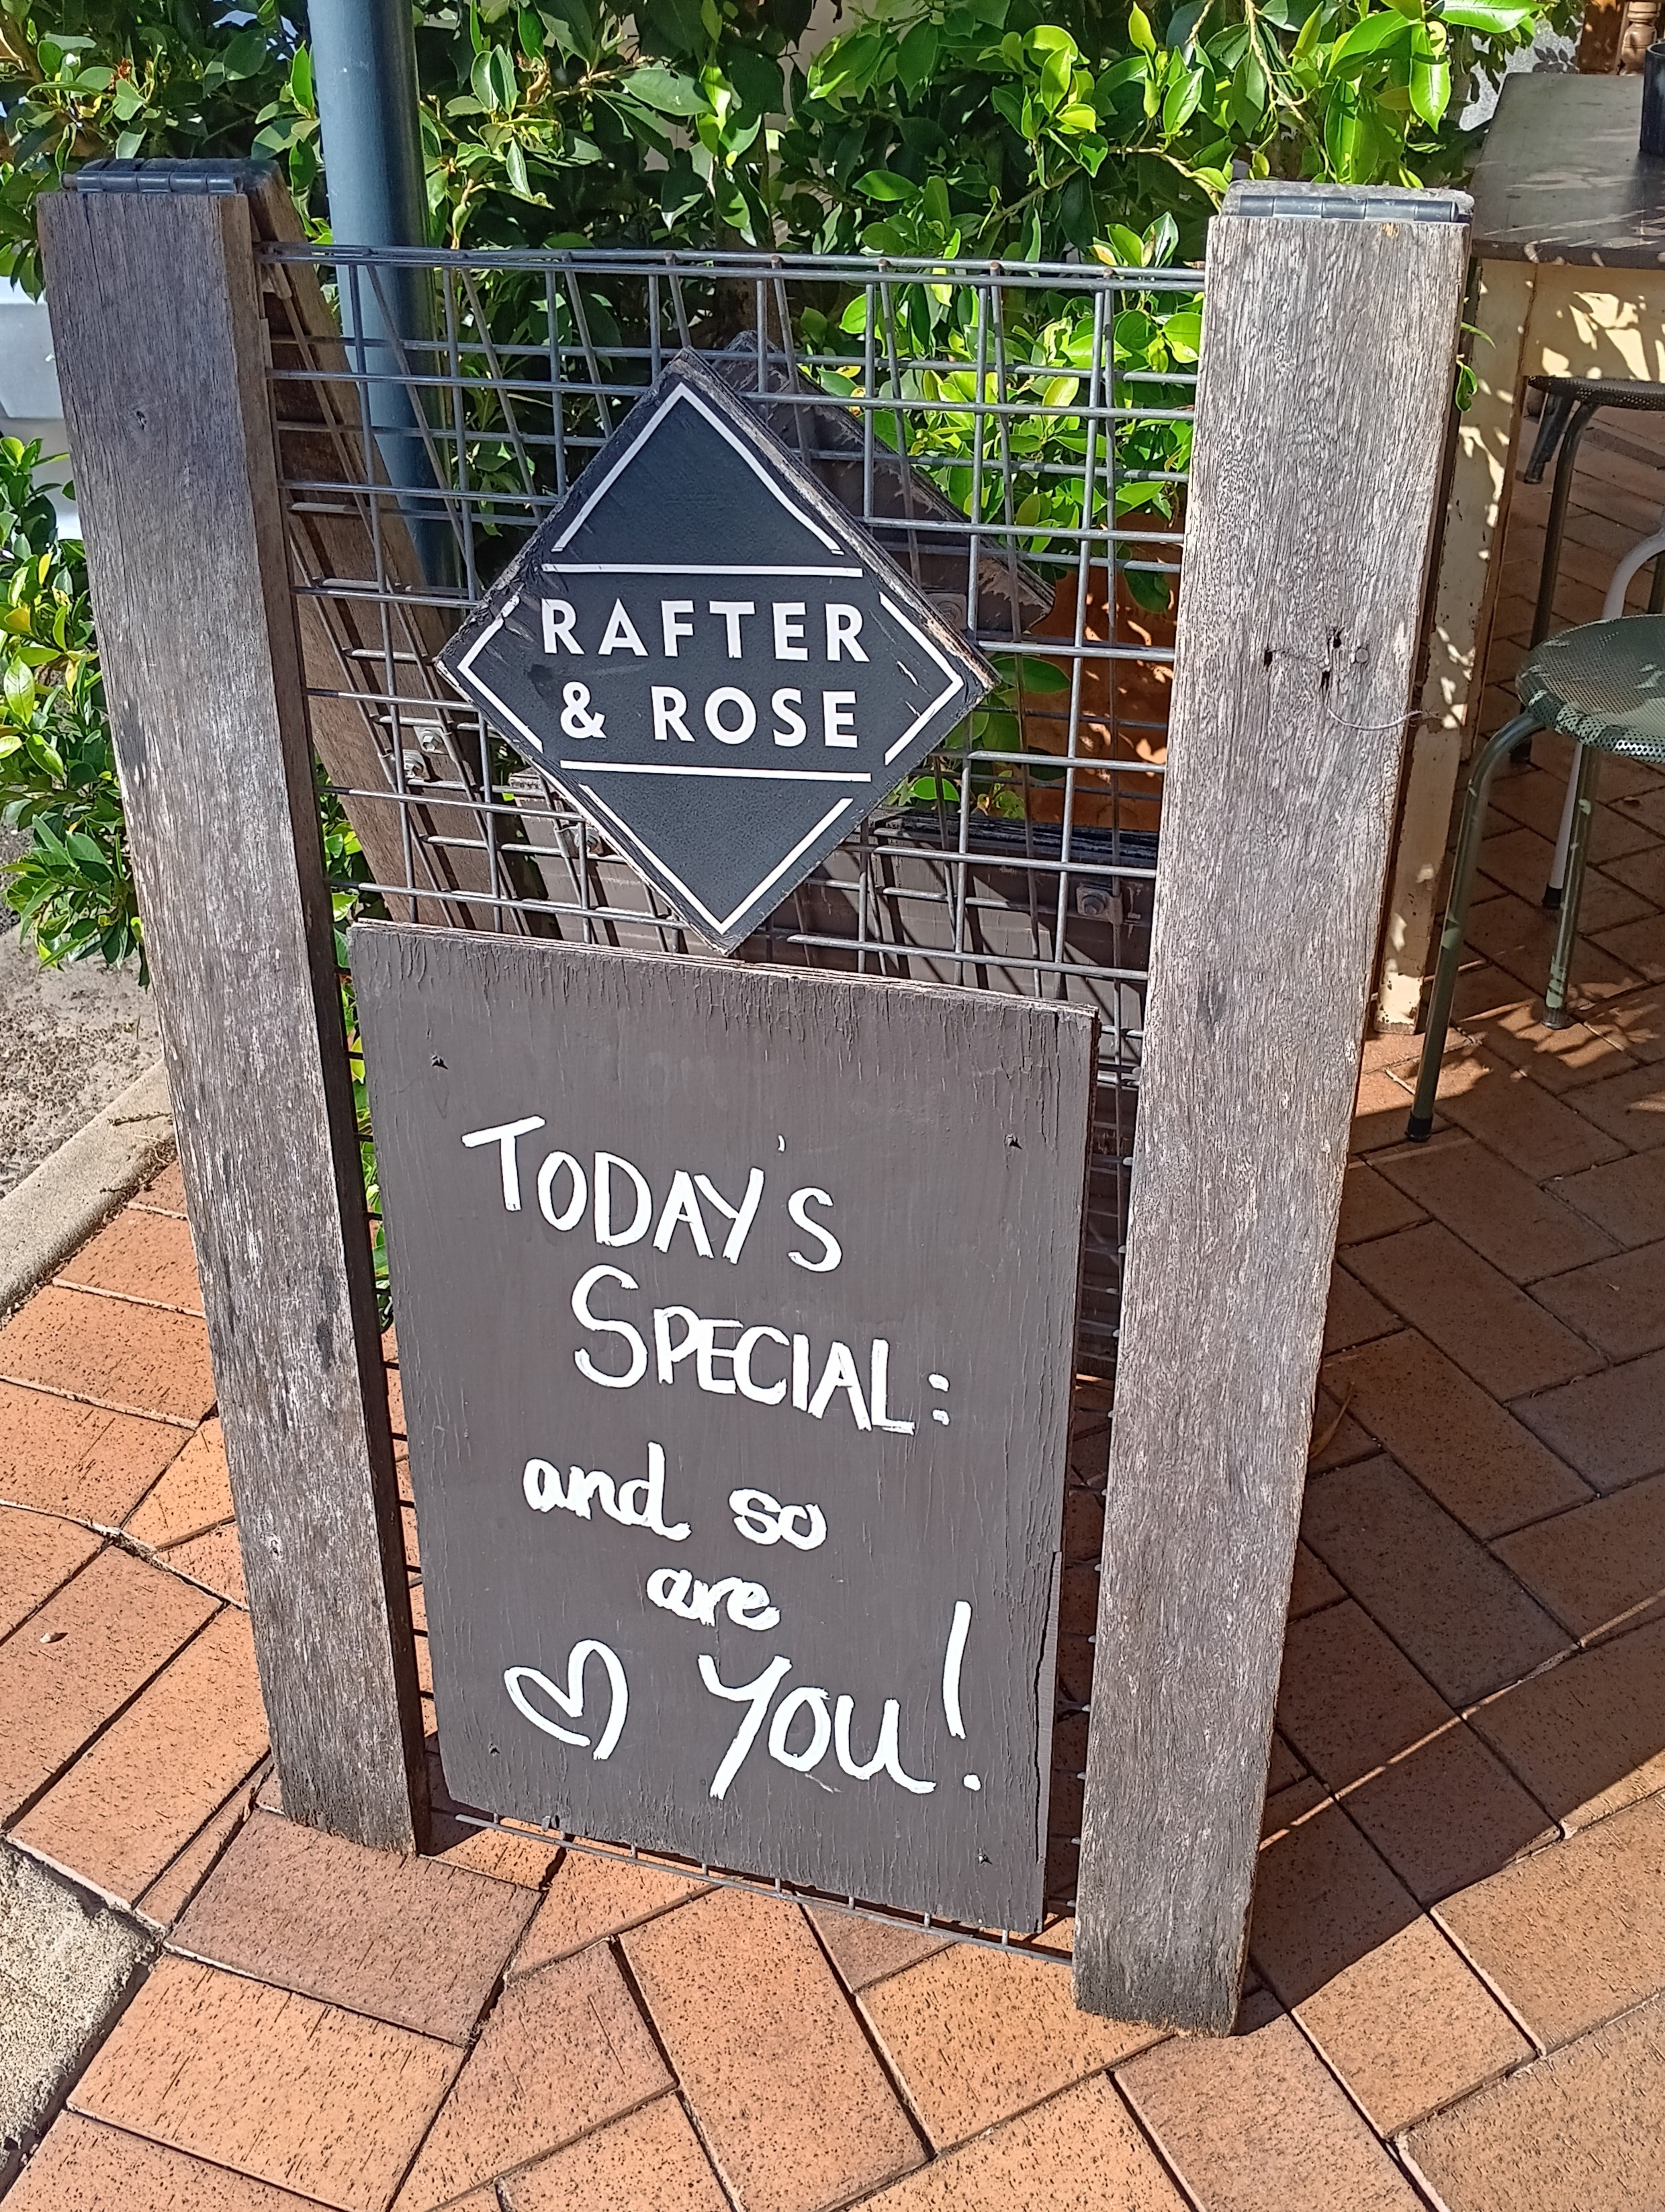 RAFTER
& ROSE
TODAY'S
SPECIAL:
and so
are
♡ You!